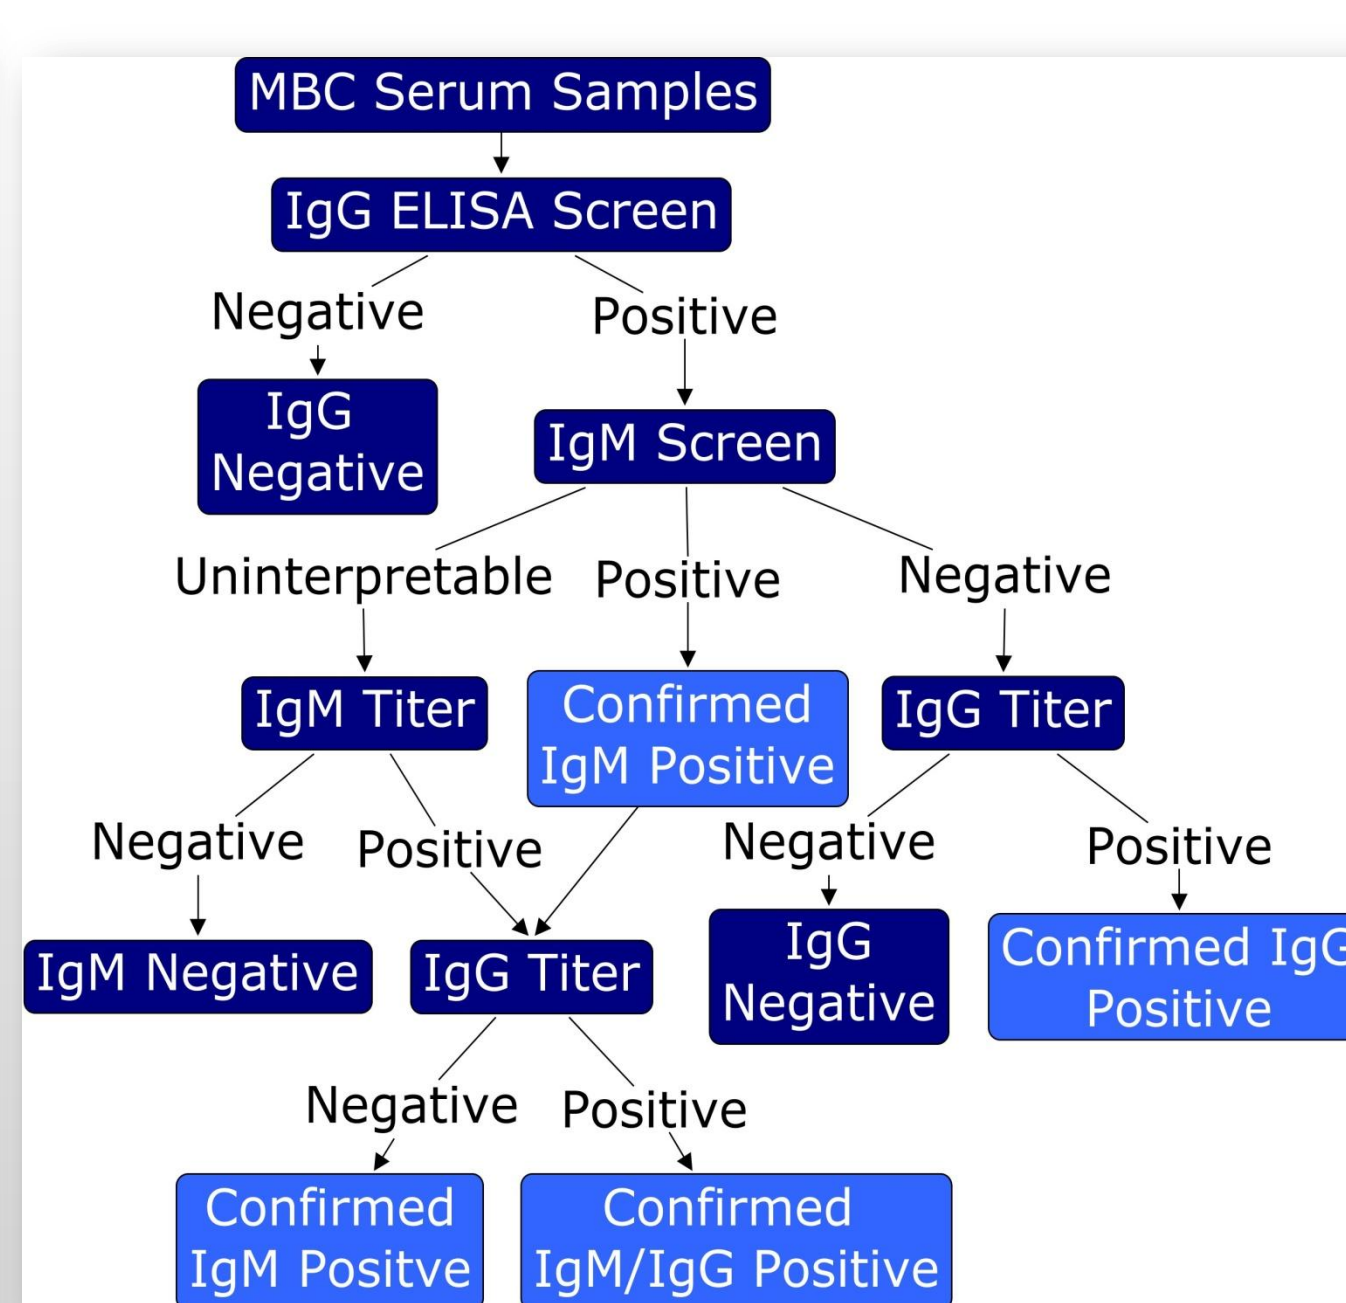 MBC Serum Samples
IgG ELISA Screen
Negative
Positive
IgG
Negative
IgM Screen
Uninterpretable
Positive
Negative
IgM Titer
Confirmed
IgM Positive
IgG Titer
Negative
Positive
Negative
Positive
IgM Negative
IgG Titer
IgG
Negative
Confirmed IgG
Positive
Negative
Positive
Confirmed
IgM Positve
Confirmed
IgM/IgG Positive